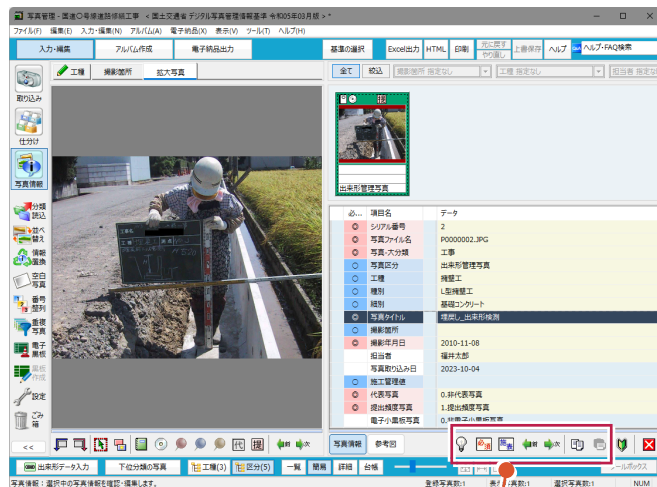 写真管理 - 国道〇号線道路修繕工事 < 国土交通省 デジタル写真管理情報基準 令和05年03月版 > *
ファイル(F) 編集(E) 入力・編集(N) アルバム(A) 電子納品(X) 表示(V) ツール(T) ヘルプ(H)
入力・編集 アルバム作成 電子納品出力 基準の選択 Excel出力 HTML 印刷 元に戻す やり直し 上書保存 ヘルプ ヘルプ・FAQ検索
工種 撮影箇所 拡大写真 全て 絞込 撮影箇所 指定なし 工種 指定なし 担当者 指定なし
取り込み
仕分け
写真情報
分類読込
並べ替え
情報置換
空白写真
番号整列
重複写真
電子黒板
黒板作成
設定
ごみ箱
<<
提
出来形管理写真
必... 項目名 データ
◎ シリアル番号 2
◎ 写真ファイル名 P0000002.JPG
◎ 写真-大分類 工事
○ 写真区分 出来形管理写真
○ 工種 擁壁工
○ 種別 L型擁壁工
○ 細別 基礎コンクリート
◎ 写真タイトル 埋戻し_出来形検測
○ 撮影箇所
◎ 撮影年月日 2010-11-08
担当者 福井太郎
写真取り込み日 2023-10-04
○ 施工管理値
◎ 代表写真 0.非代表写真
◎ 提出頻度写真 1.提出頻度写真
電子小黒板写真 0.非電子小黒板写真
代 提 前 次 写真情報 参考図 必須 前 次
出来形データ入力 下位分類の写真 工種(3) 区分(5) 一覧 簡易 詳細 台帳 ツールボックス
写真情報：選択中の写真情報を確認・編集します。 登録写真数:1 選択写真数:1 NUM